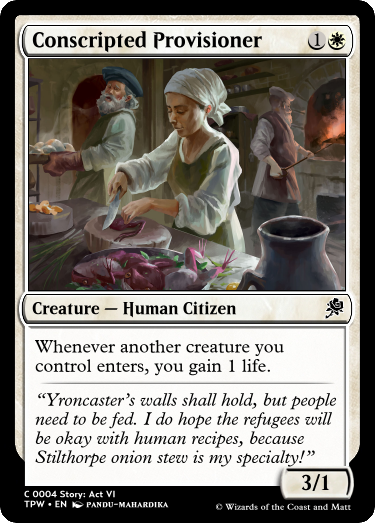 Conscripted Provisioner 1
Creature — Human Citizen
Whenever another creature you
control enters, you gain 1 life.
“Yroncaster’s walls shall hold, but people
need to be fed. I do hope the refugees will
be okay with human recipes, because
Stilthorpe onion stew is my specialty!”
3/1
C 0004 Story: Act VI
TPW • EN PANDU-MAHARDIKA
© Wizards of the Coast and Matt